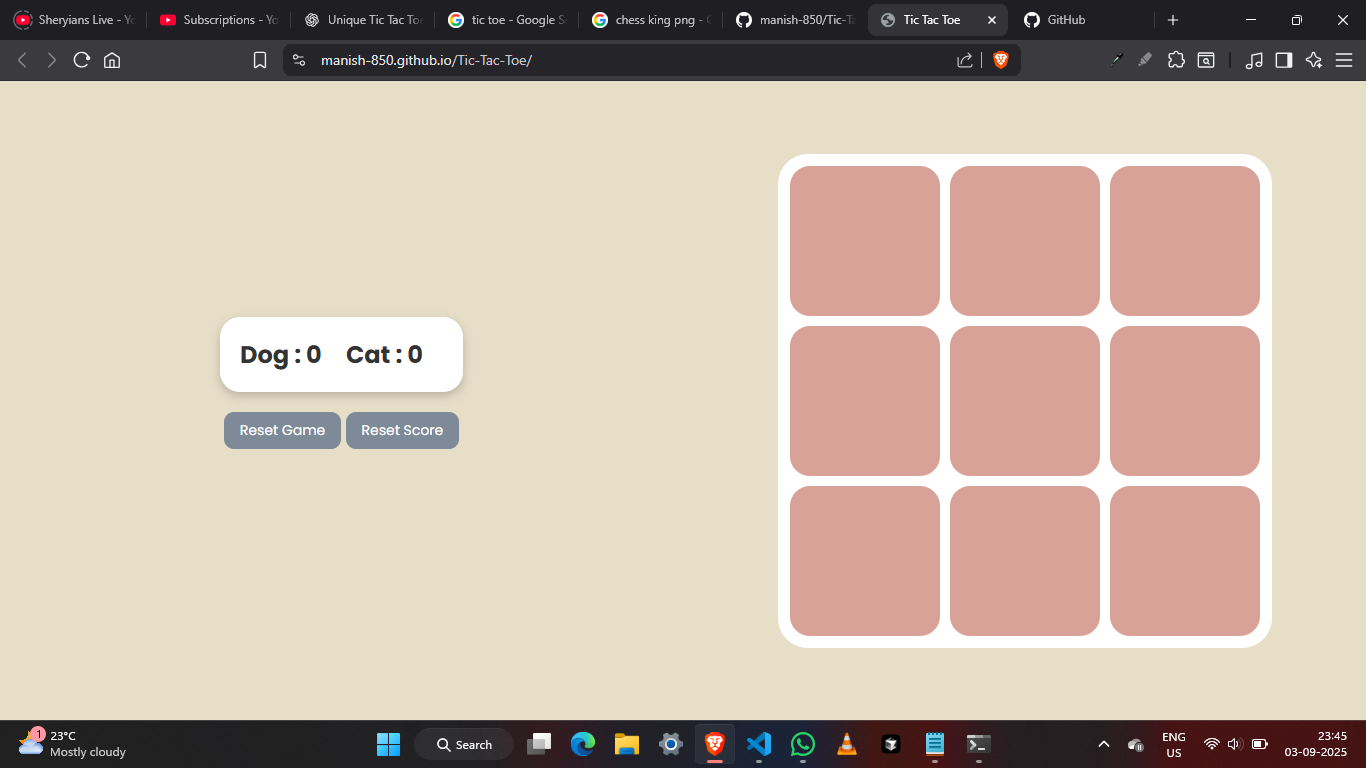 Sheryians Live - Yo
Subscriptions - Yo
Unique Tic Tac Toe
tic toe - Google Se
chess king png - G
manish-850/Tic-Ta
Tic Tac Toe
GitHub
manish-850.github.io/Tic-Tac-Toe/
Dog : 0 Cat : 0
Reset Game Reset Score
1
23°C
Mostly cloudy
Search
ENG
US
23:45
03-09-2025